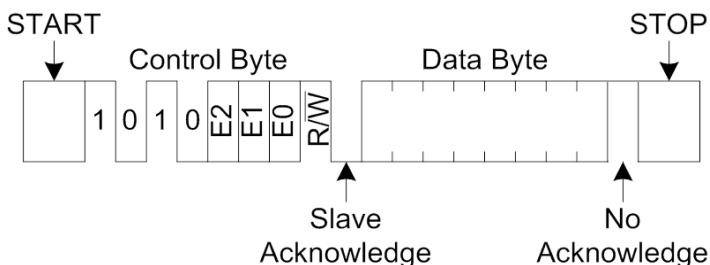 START
STOP
Control Byte
Data Byte
1 0 1 0 E2 E1 E0 R/W̅
Slave
Acknowledge
No
Acknowledge